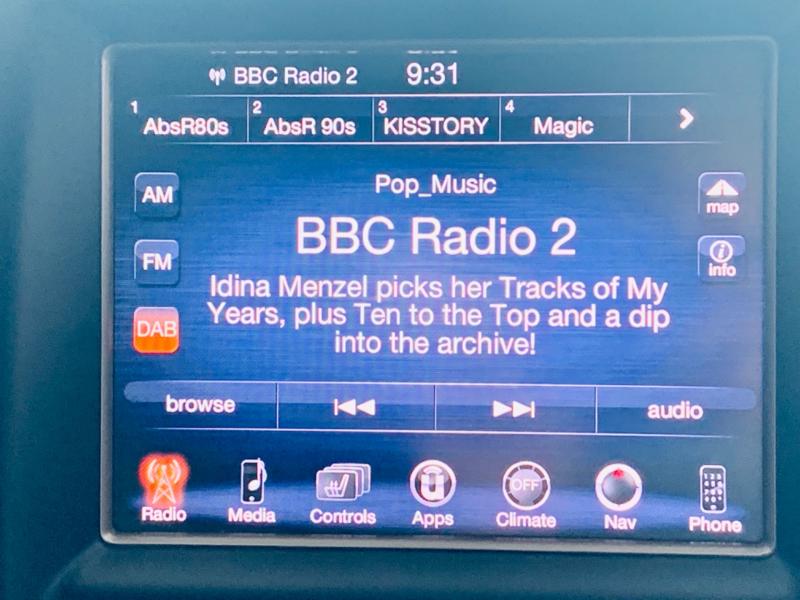 BBC Radio 2 9:31
1 AbsR80s 2 AbsR 90s 3 KISSTORY 4 Magic
AM Pop_Music map
BBC Radio 2
FM info
Idina Menzel picks her Tracks of My
Years, plus Ten to the Top and a dip
DAB
into the archive!
browse audio
OFF
Radio Media Controls Apps Climate Nav Phone